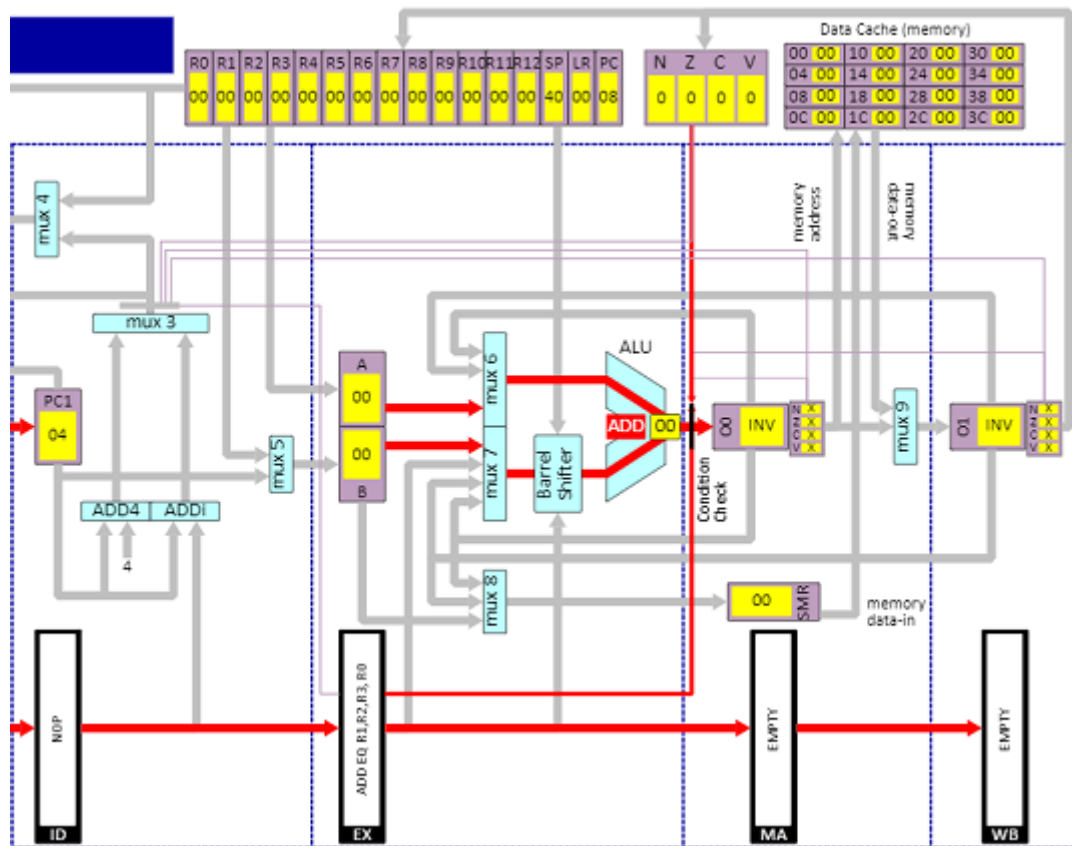 Data Cache (memory)
R0 R1 R2 R3 R4 R5 R6 R7 R8 R9 R10 R11 R12 SP LR PC
00 00 00 00 00 00 00 00 00 00 00 00 00 40 00 08
N Z C V
0 0 0 0
00 00 10 00 20 00 30 00
04 00 14 00 24 00 34 00
08 00 18 00 28 00 38 00
0C 00 1C 00 2C 00 3C 00
mux 4
memory
address
memory
data-out
mux 3
ALU
PC1
04
A
00
00
B
mux 5
mux 6
mux 7
Barrel
Shifter
ADD
00
Condition
Check
O0
INV
N X
Z X
C X
V X
mux 9
O1
INV
N X
Z X
C X
V X
ADD4
ADDi
4
mux 8
00
SMR
memory
data-in
NOP
ID
ADD EQ R1,R2,R3, R0
EX
EMPTY
MA
EMPTY
WB